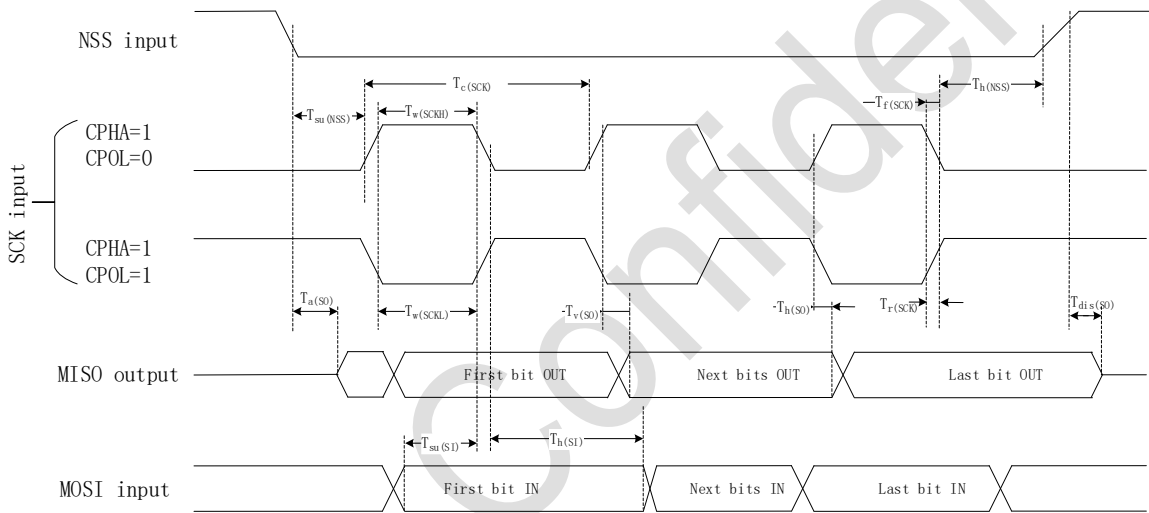 NSS input
Tc(SCK)
Tsu(NSS)
Tw(SCKH)
Tf(SCK)
Th(NSS)
SCK input
CPHA=1
CPOL=0
CPHA=1
CPOL=1
Ta(SO)
Tw(SCKL)
Tv(SO)
Th(SO)
Tr(SCK)
Tdis(SO)
MISO output
First bit OUT
Next bits OUT
Last bit OUT
Tsu(SI)
Th(SI)
MOSI input
First bit IN
Next bits IN
Last bit IN